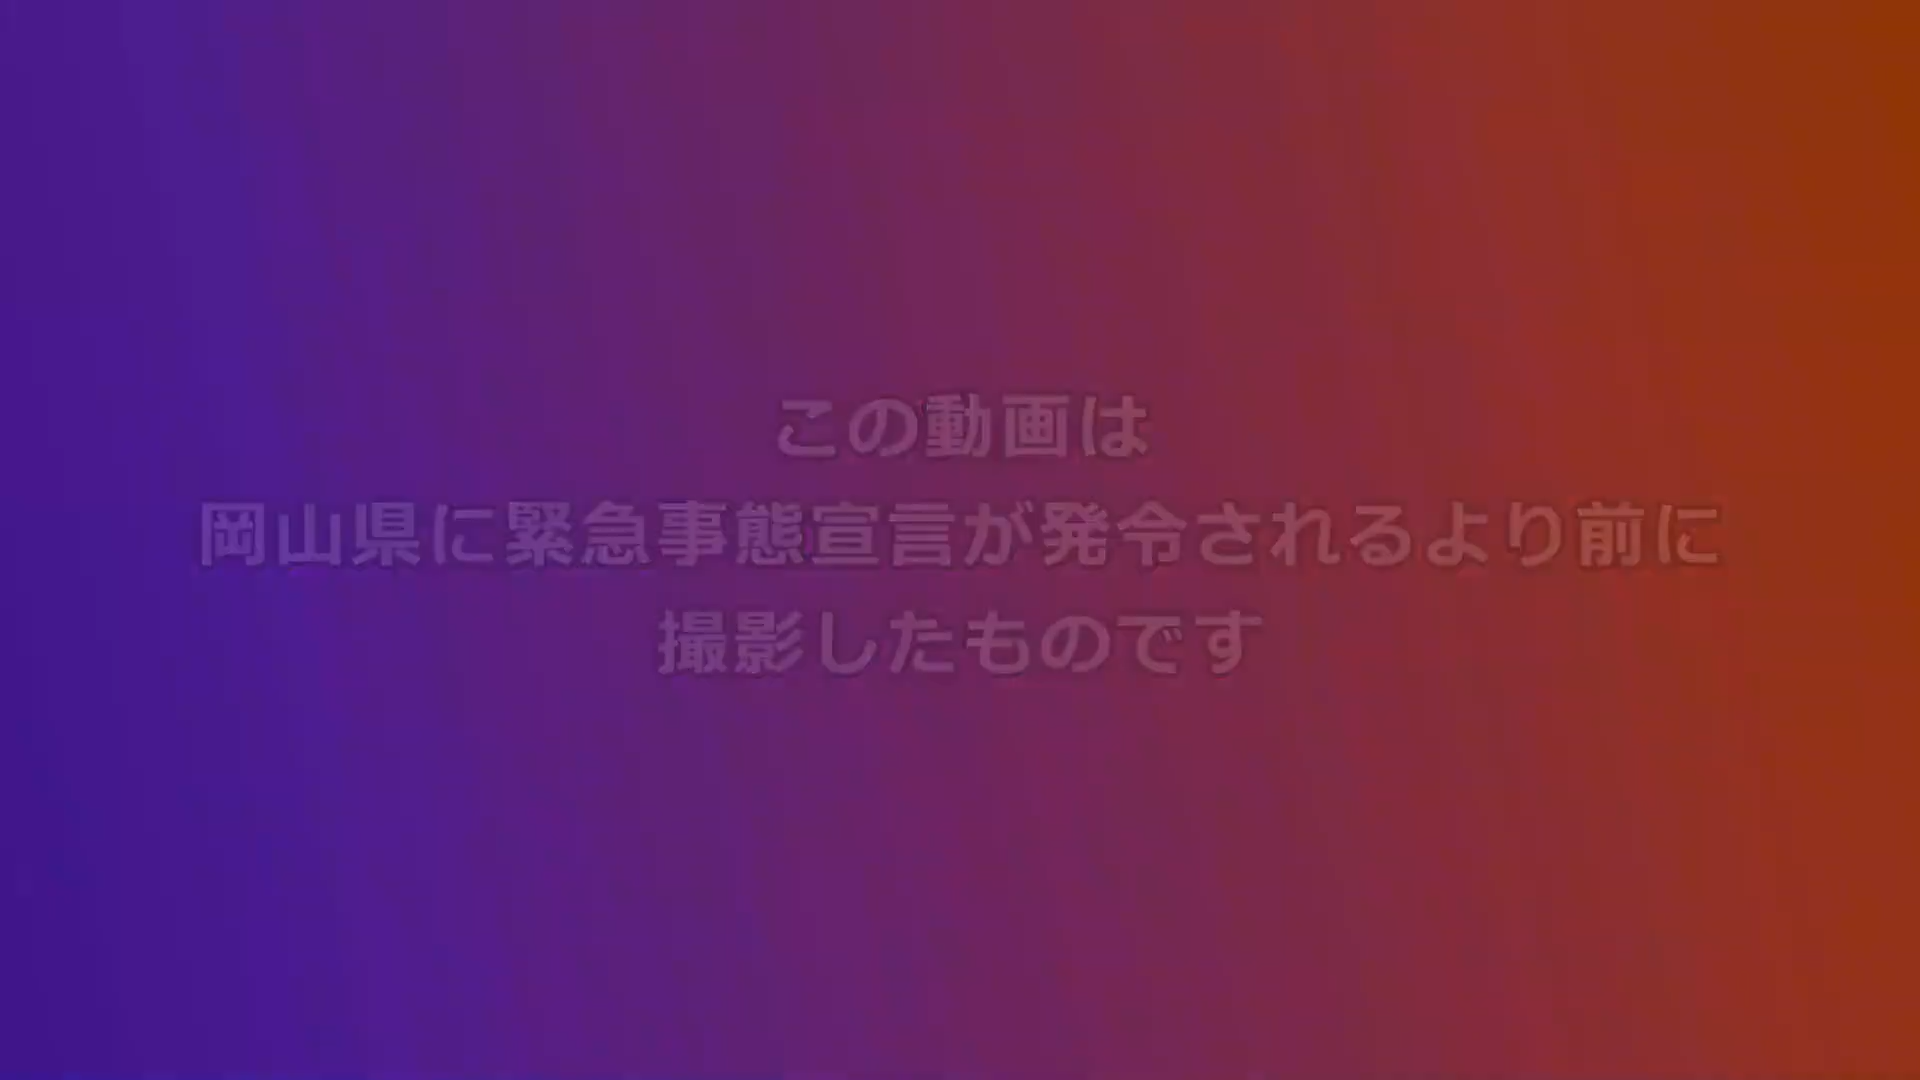 この動画は
岡山県に緊急事態宣言が発令されるより前に
撮影したものです